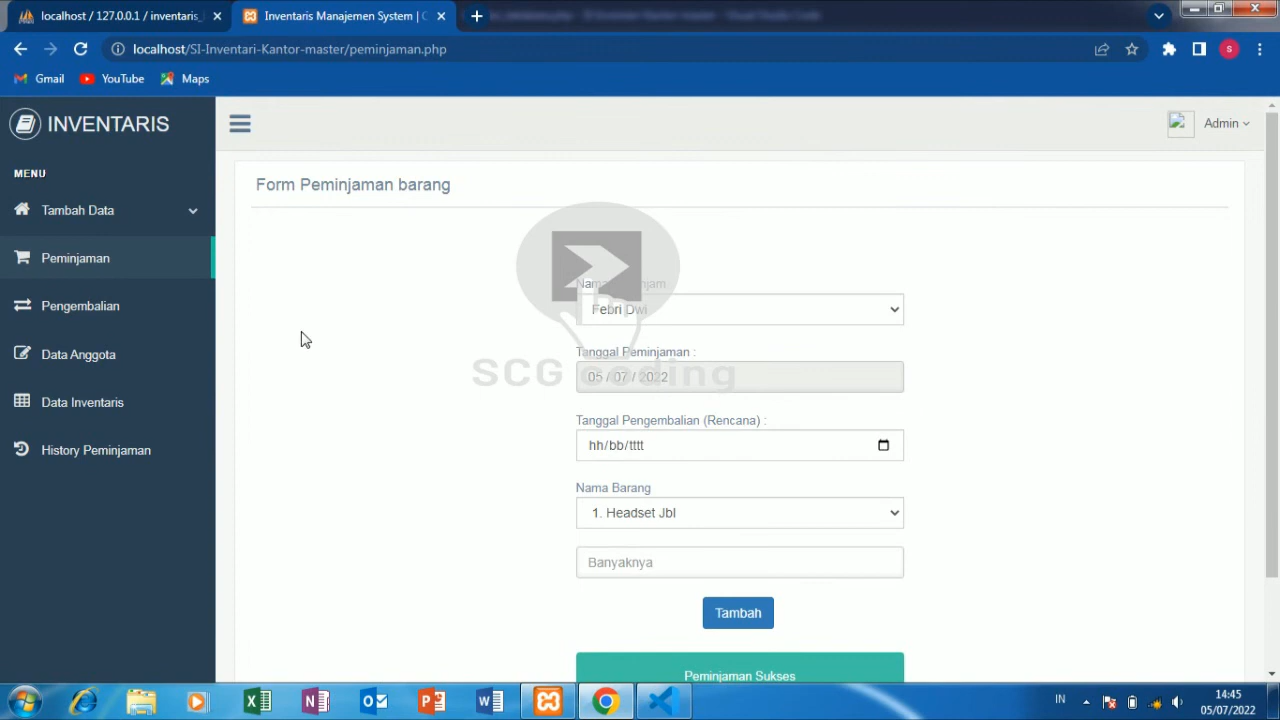 localhost / 127.0.0.1 / inventaris_
Inventaris Manajemen System | C
localhost/SI-Inventari-Kantor-master/peminjaman.php
S
Gmail
YouTube
Maps
INVENTARIS
Admin
MENU
Tambah Data
Peminjaman
Pengembalian
Data Anggota
Data Inventaris
History Peminjaman
Form Peminjaman barang
Febri Dwi
Tanggal Peminjaman :
05 / 07 / 2022
SCG coding
Tanggal Pengembalian (Rencana) :
hh/bb/tttt
Nama Barang
1. Headset Jbl
Banyaknya
Tambah
Peminjaman Sukses
IN
14:45
05/07/2022